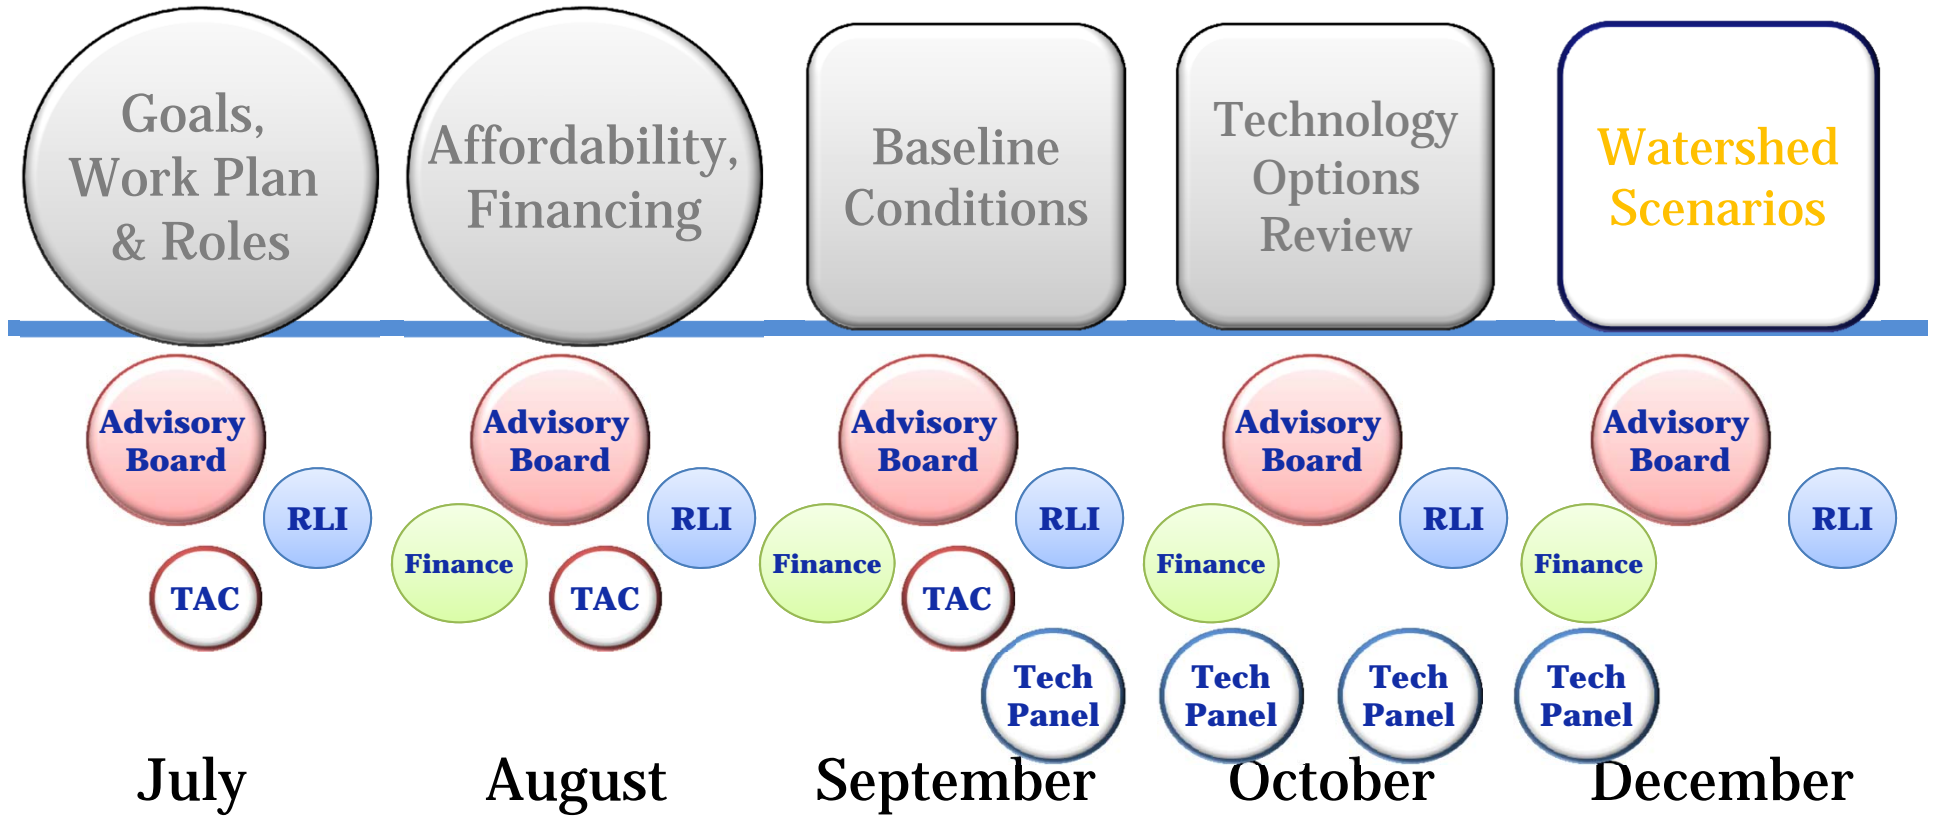 Goals,
Work Plan
& Roles
Affordability,
Financing
Baseline
Conditions
Technology
Options
Review
Watershed
Scenarios
Advisory
Board
RLI
TAC
Advisory
Board
RLI
Finance
TAC
Advisory
Board
RLI
Finance
TAC
Tech
Panel
Advisory
Board
RLI
Finance
Tech
Panel
Tech
Panel
Advisory
Board
RLI
Finance
Tech
Panel
July
August
September
October
December